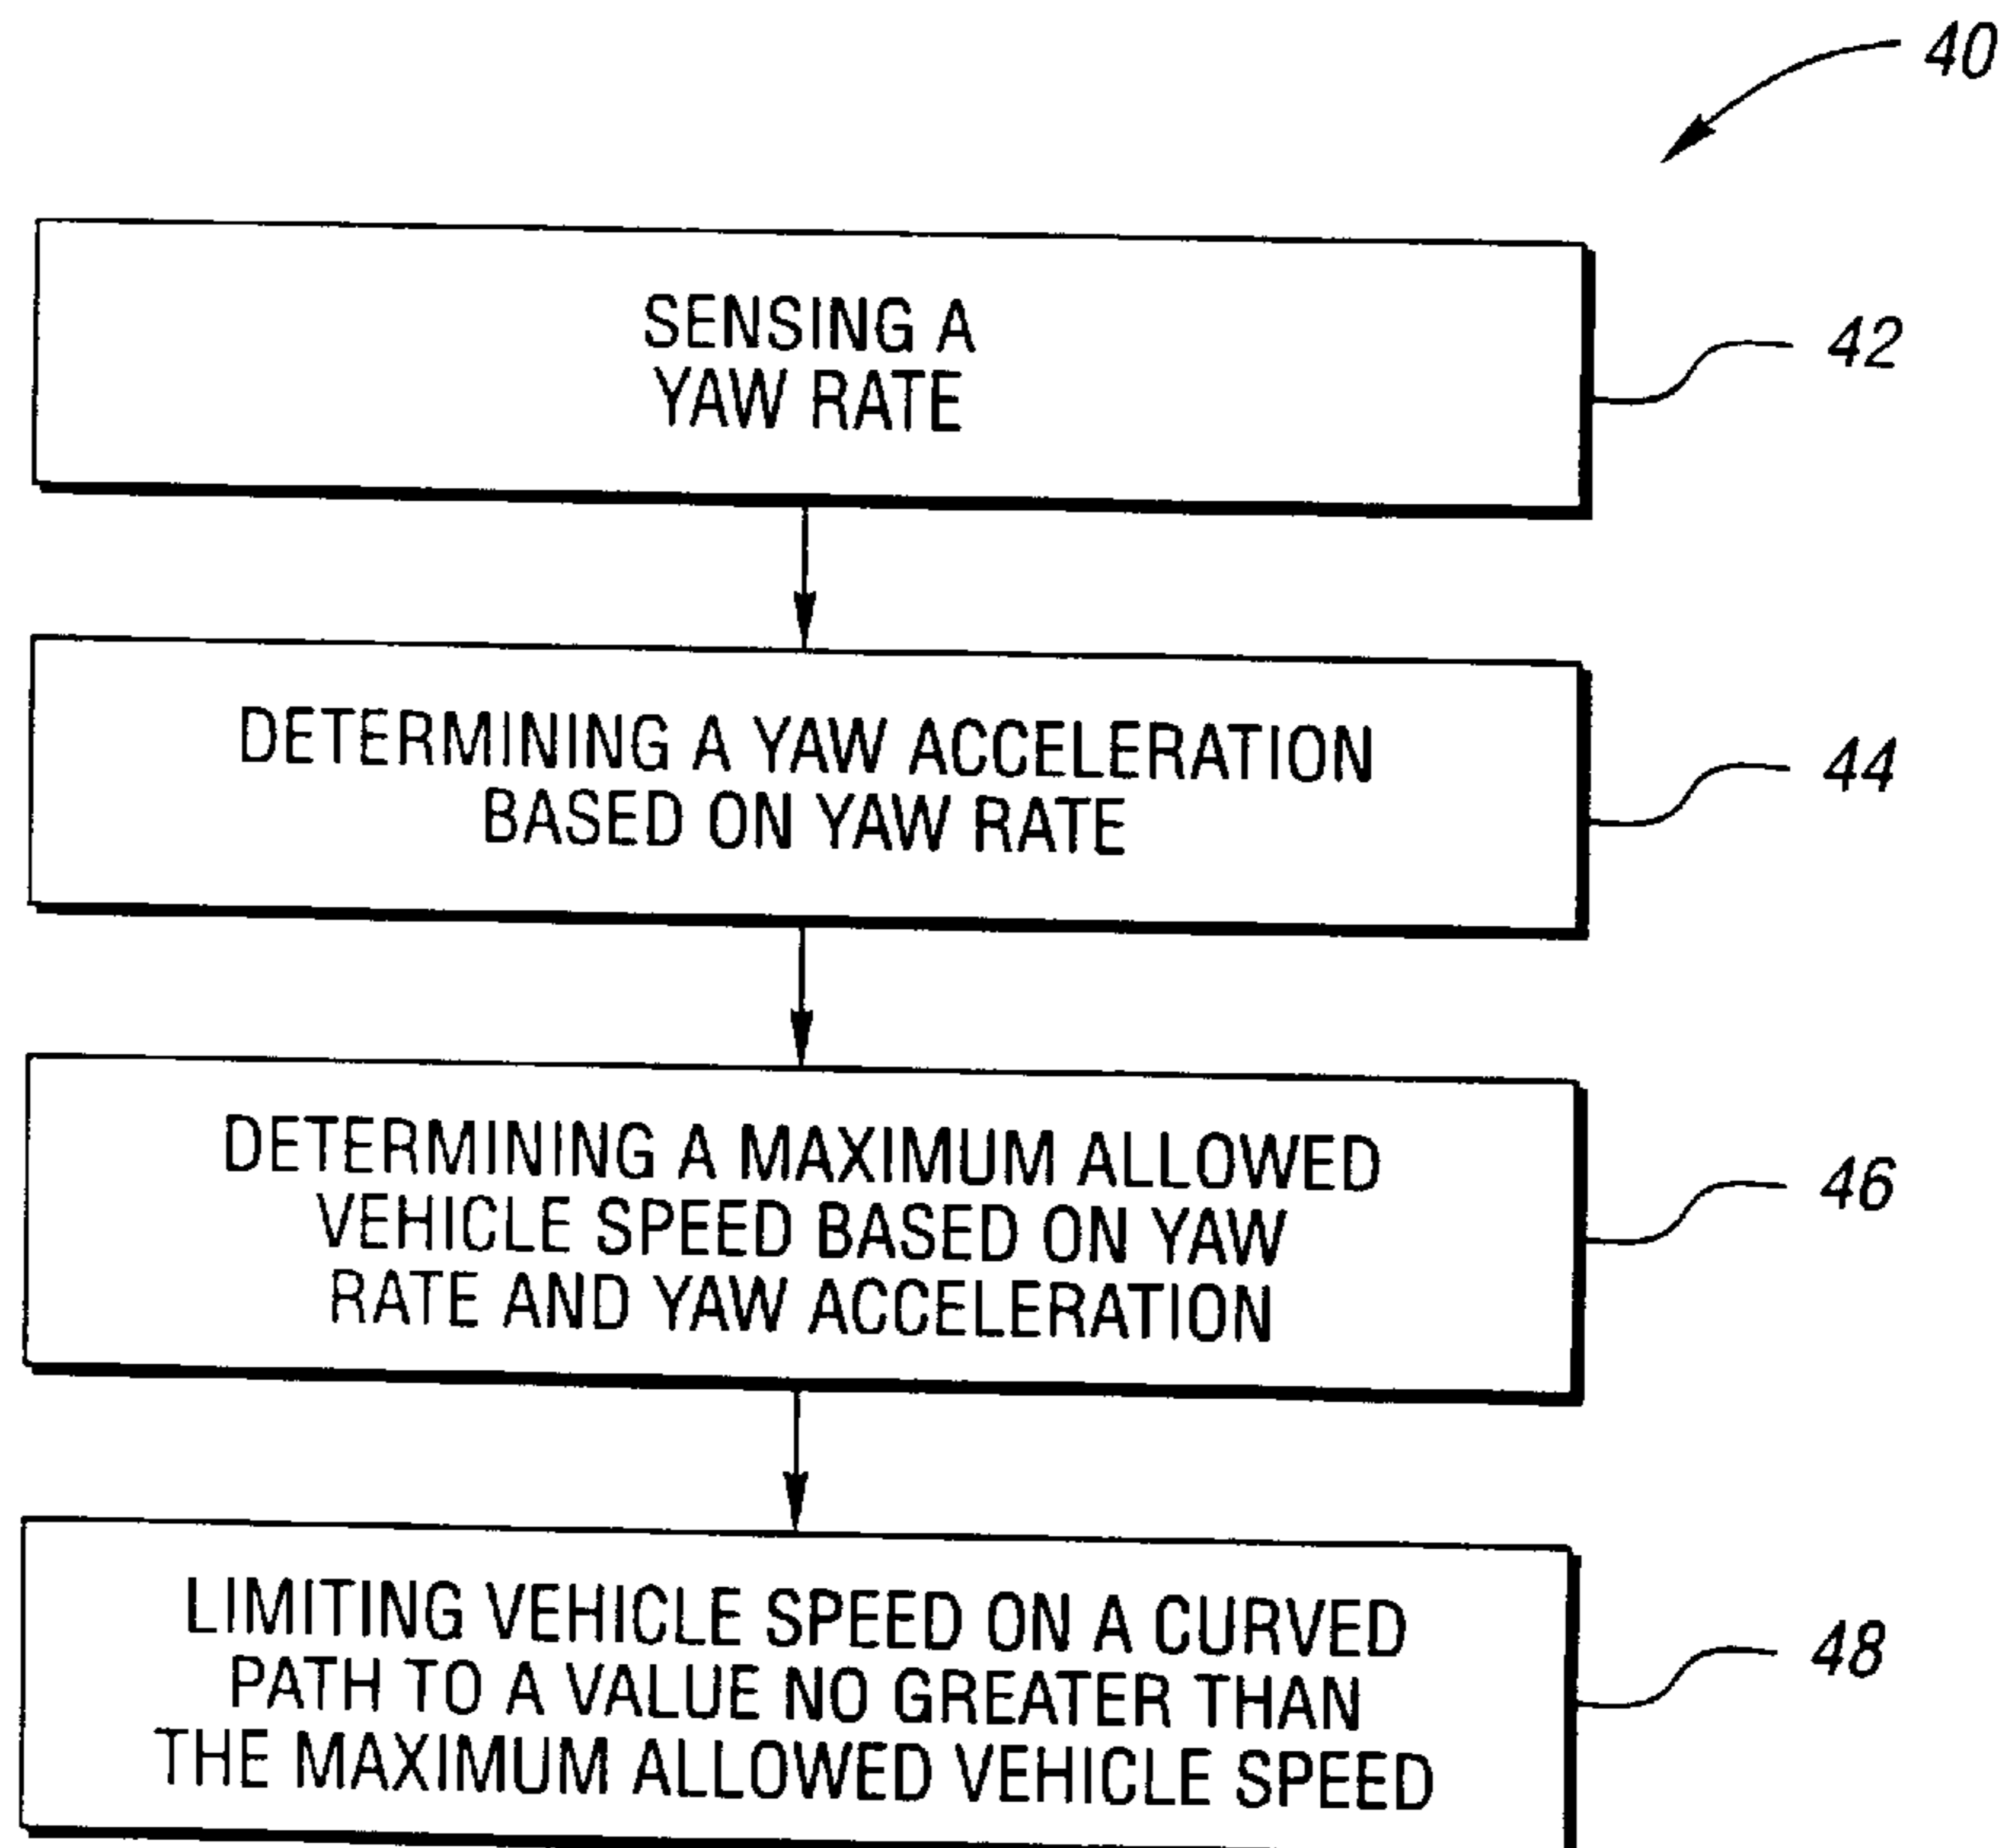 40
SENSING A
YAW RATE
42
DETERMINING A YAW ACCELERATION
BASED ON YAW RATE
44
DETERMINING A MAXIMUM ALLOWED
VEHICLE SPEED BASED ON YAW
RATE AND YAW ACCELERATION
46
LIMITING VEHICLE SPEED ON A CURVED
PATH TO A VALUE NO GREATER THAN
THE MAXIMUM ALLOWED VEHICLE SPEED
48